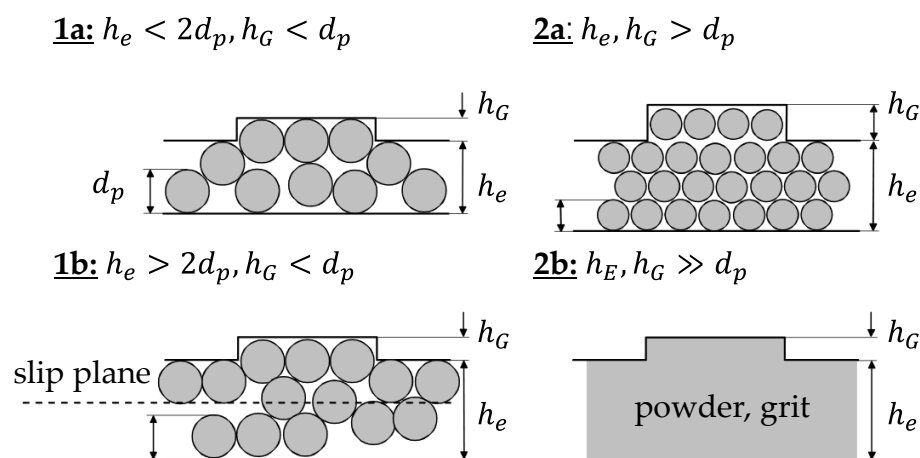 1a: h_e < 2d_p, h_G < d_p
2a: h_e, h_G > d_p
h_G
h_G
d_p
h_e
h_e
1b: h_e > 2d_p, h_G < d_p
2b: h_E, h_G ≫ d_p
h_G
h_G
slip plane
h_e
powder, grit
h_e